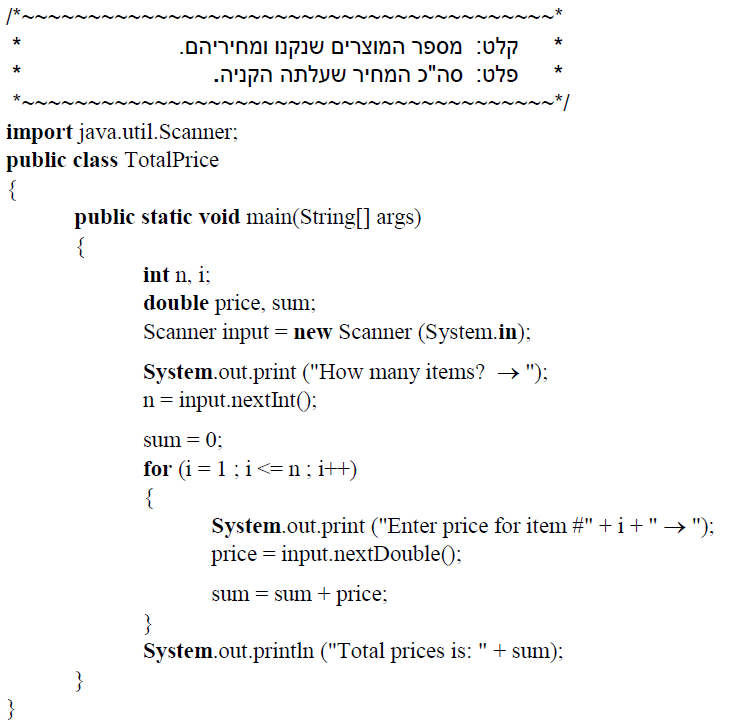 /*~~~~~~~~~~~~~~~~~~~~~~~~~~~~~~~~~~~~~~~~*
* קלט: מספר המוצרים שנקנו ומחיריהם. *
* פלט: סה"כ המחיר שעלתה הקניה. *
*~~~~~~~~~~~~~~~~~~~~~~~~~~~~~~~~~~~~~~~~*/
import java.util.Scanner;
public class TotalPrice
{
public static void main(String[] args)
{
int n, i;
double price, sum;
Scanner input = new Scanner (System.in);
System.out.print ("How many items? → ");
n = input.nextInt();
sum = 0;
for (i = 1 ; i <= n ; i++)
{
System.out.print ("Enter price for item #" + i + " → ");
price = input.nextDouble();
sum = sum + price;
}
System.out.println ("Total prices is: " + sum);
}
}